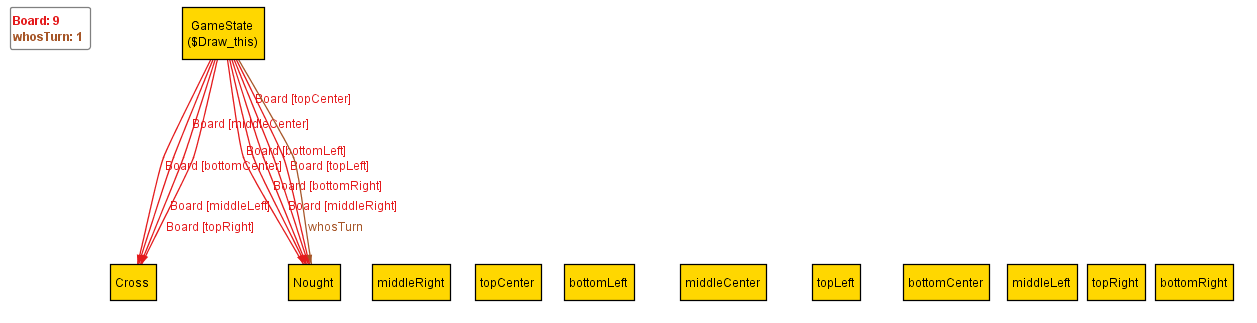 Board: 9
whosTurn: 1
GameState
($Draw_this)
Board [topCenter]
Board [middleCenter]
Board [bottomLeft]
Board [bottomCenter]
Board [topLeft]
Board [bottomRight]
Board [middleLeft]
Board [middleRight]
Board [topRight]
whosTurn
Cross
Nought
middleRight
topCenter
bottomLeft
middleCenter
topLeft
bottomCenter
middleLeft
topRight
bottomRight